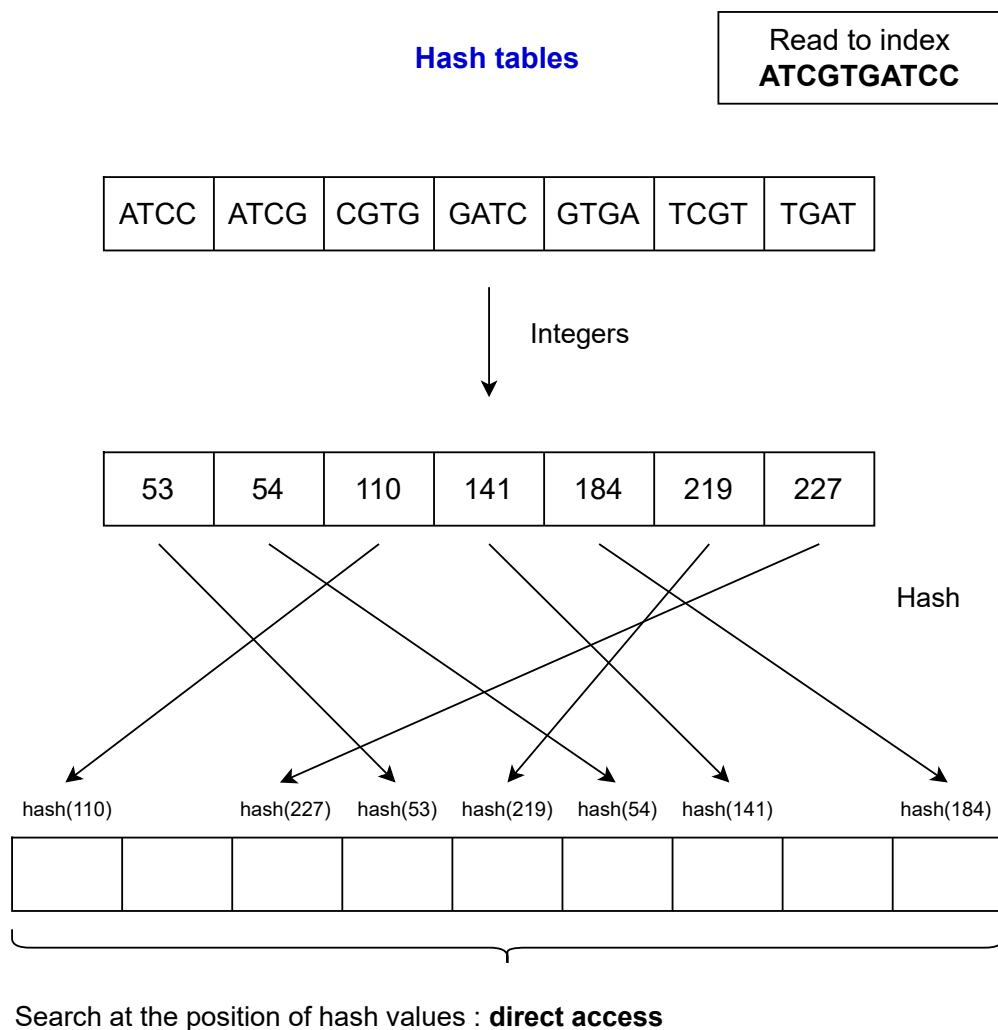 Hash tables
Read to index
ATCGTGATCC
ATCC ATCG CGTG GATC GTGA TCGT TGAT
Integers
53 54 110 141 184 219 227
Hash
hash(110) hash(227) hash(53) hash(219) hash(54) hash(141) hash(184)
Search at the position of hash values : direct access